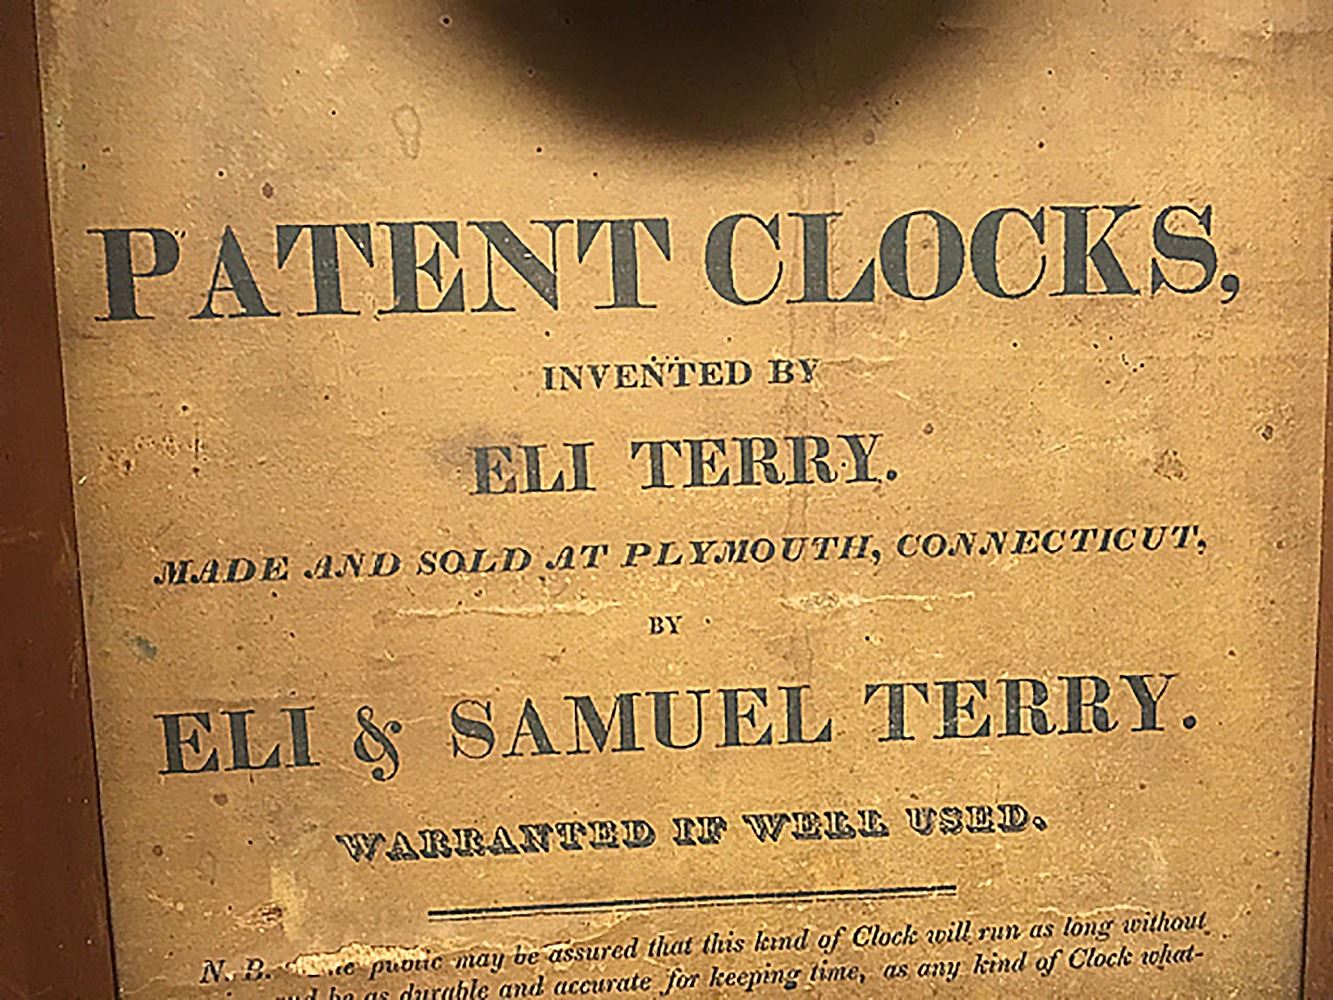 PATENT CLOCKS,
INVENTED BY
ELI TERRY.
MADE AND SOLD AT PLYMOUTH, CONNECTICUT,
BY
ELI & SAMUEL TERRY.
WARRANTED IF WELL USED.
N. B. The public may be assured that this kind of Clock will run as long without
and be as durable and accurate for keeping time, as any kind of Clock what-